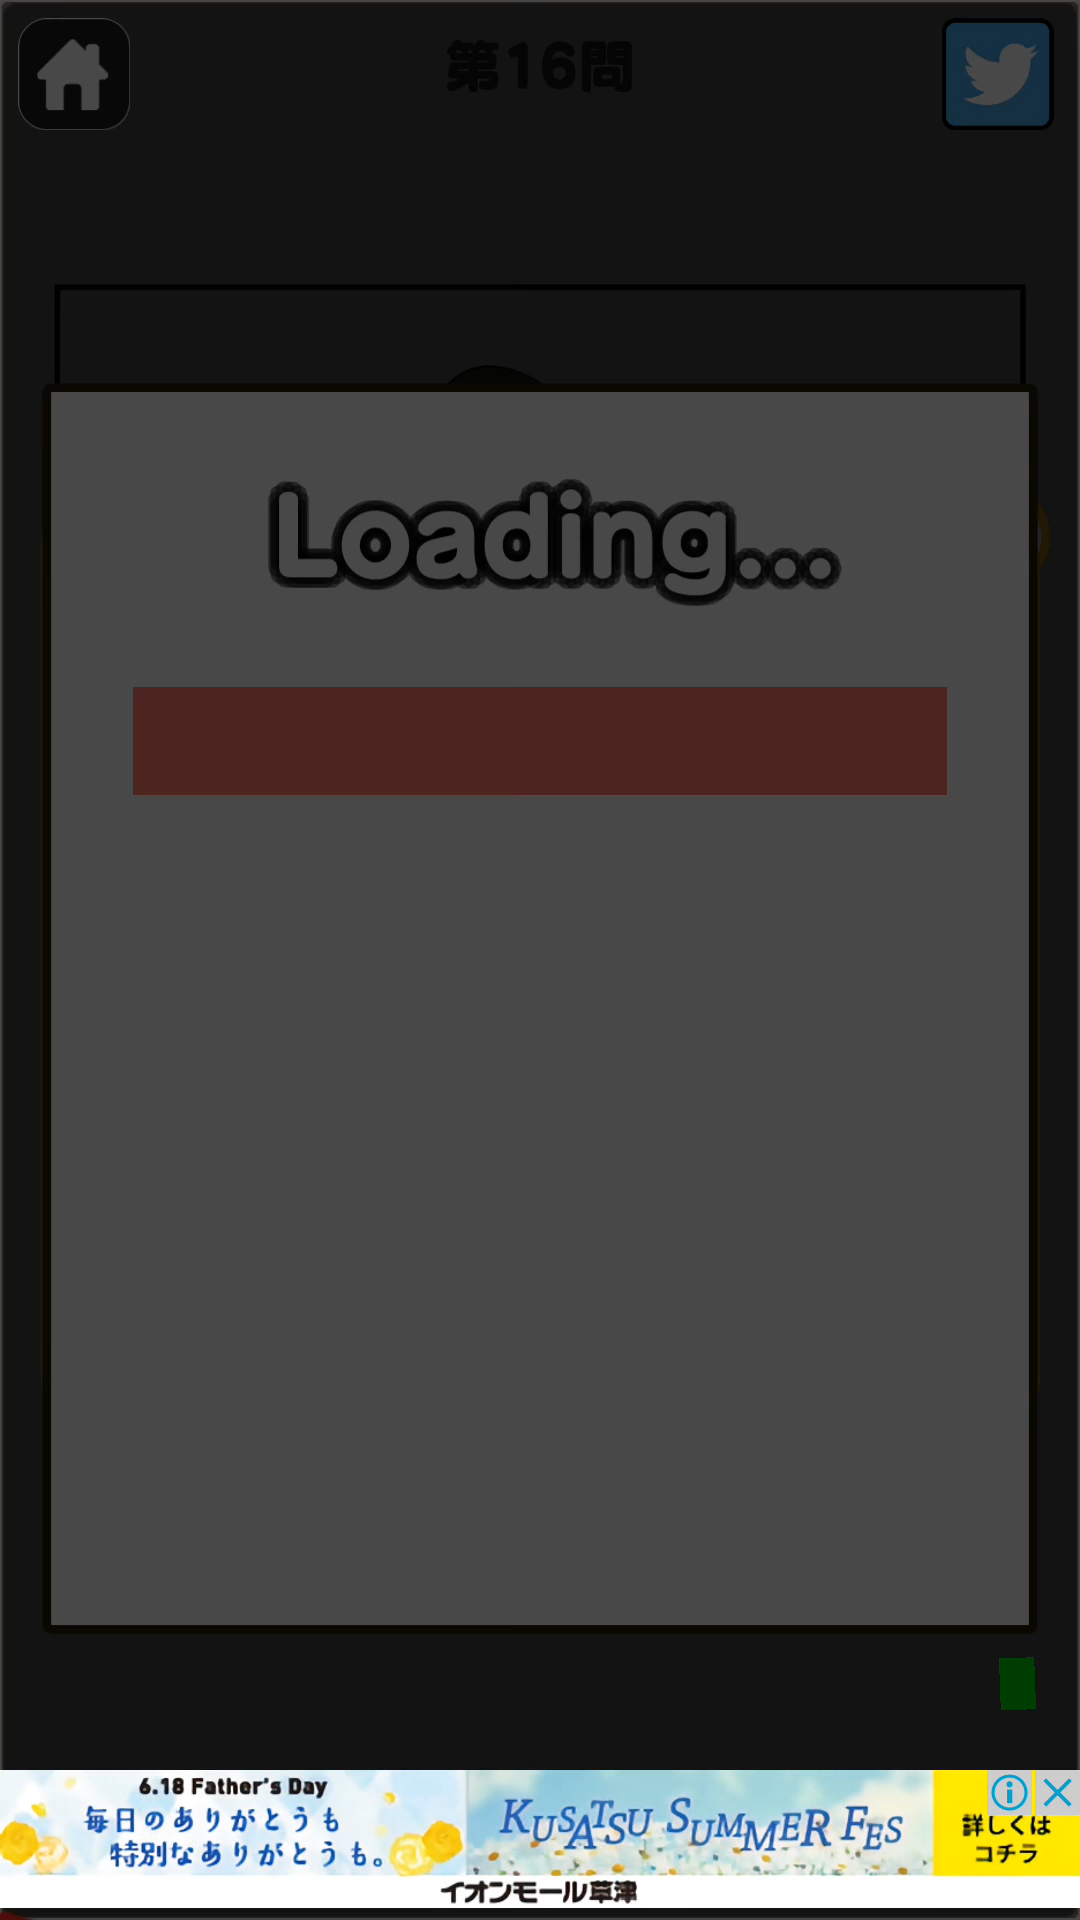 第16問
Loading...
6.18 Father's Day
毎日のありがとうも
特別なありがとうも。
KUSATSU SUMMER FES
詳しくは
コチラ
イオンモール草津